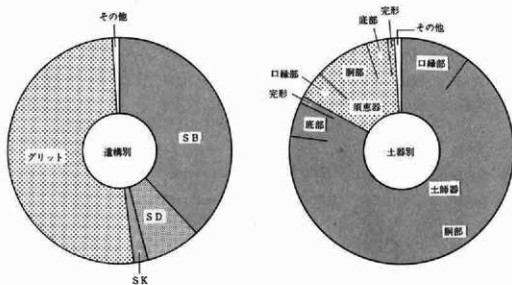 その他
SB
グリット
遺構別
SD
SK
完形
その他
底部
口縁部
胴部
口縁部
完形
須恵器
底部
土器別
土師器
胴部